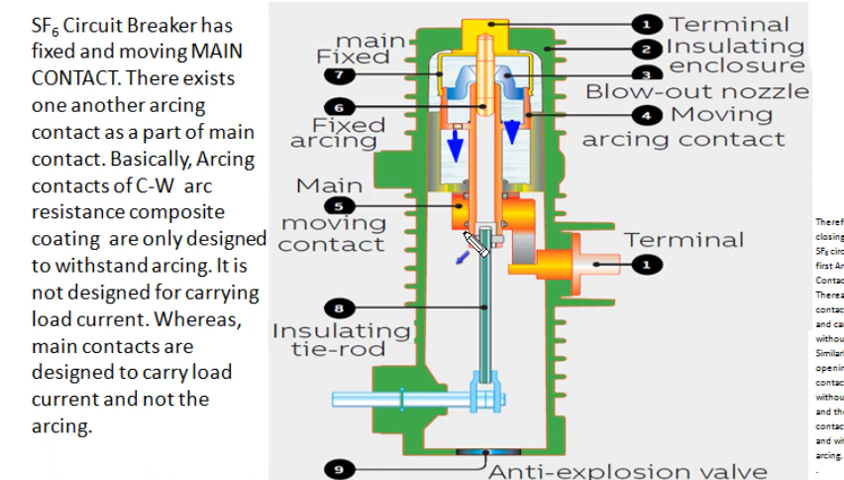 SF₆ Circuit Breaker has
fixed and moving MAIN
CONTACT. There exists
one another arcing
contact as a part of main
contact. Basically, Arcing
contacts of C-W arc
resistance composite
coating are only designed
to withstand arcing. It is
not designed for carrying
load current. Whereas,
main contacts are
designed to carry load
current and not the
arcing.
main
Fixed
7
6
Fixed
arcing
Main
5
moving
contact
8
Insulating
tie-rod
9
1 Terminal
2 Insulating
enclosure
3
Blow-out nozzle
4 Moving
arcing contact
Terminal
1
Anti-explosion valve
closing
SF₆
first
and
arcing.